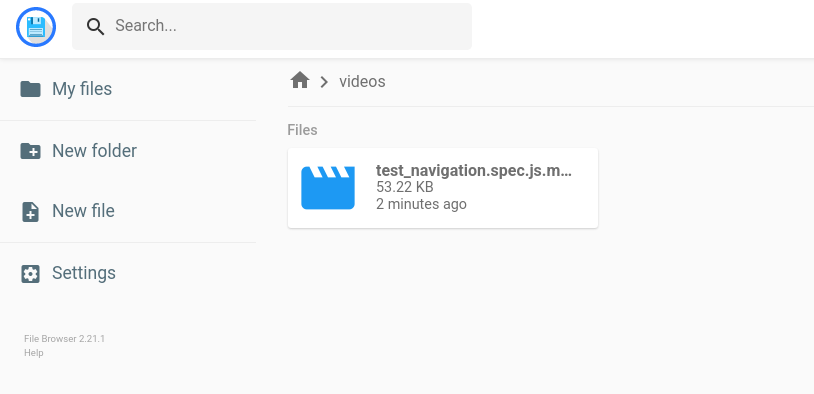 Search...
My files
New folder
New file
Settings
File Browser 2.21.1
Help
videos
Files
test_navigation.spec.js.m...
53.22 KB
2 minutes ago